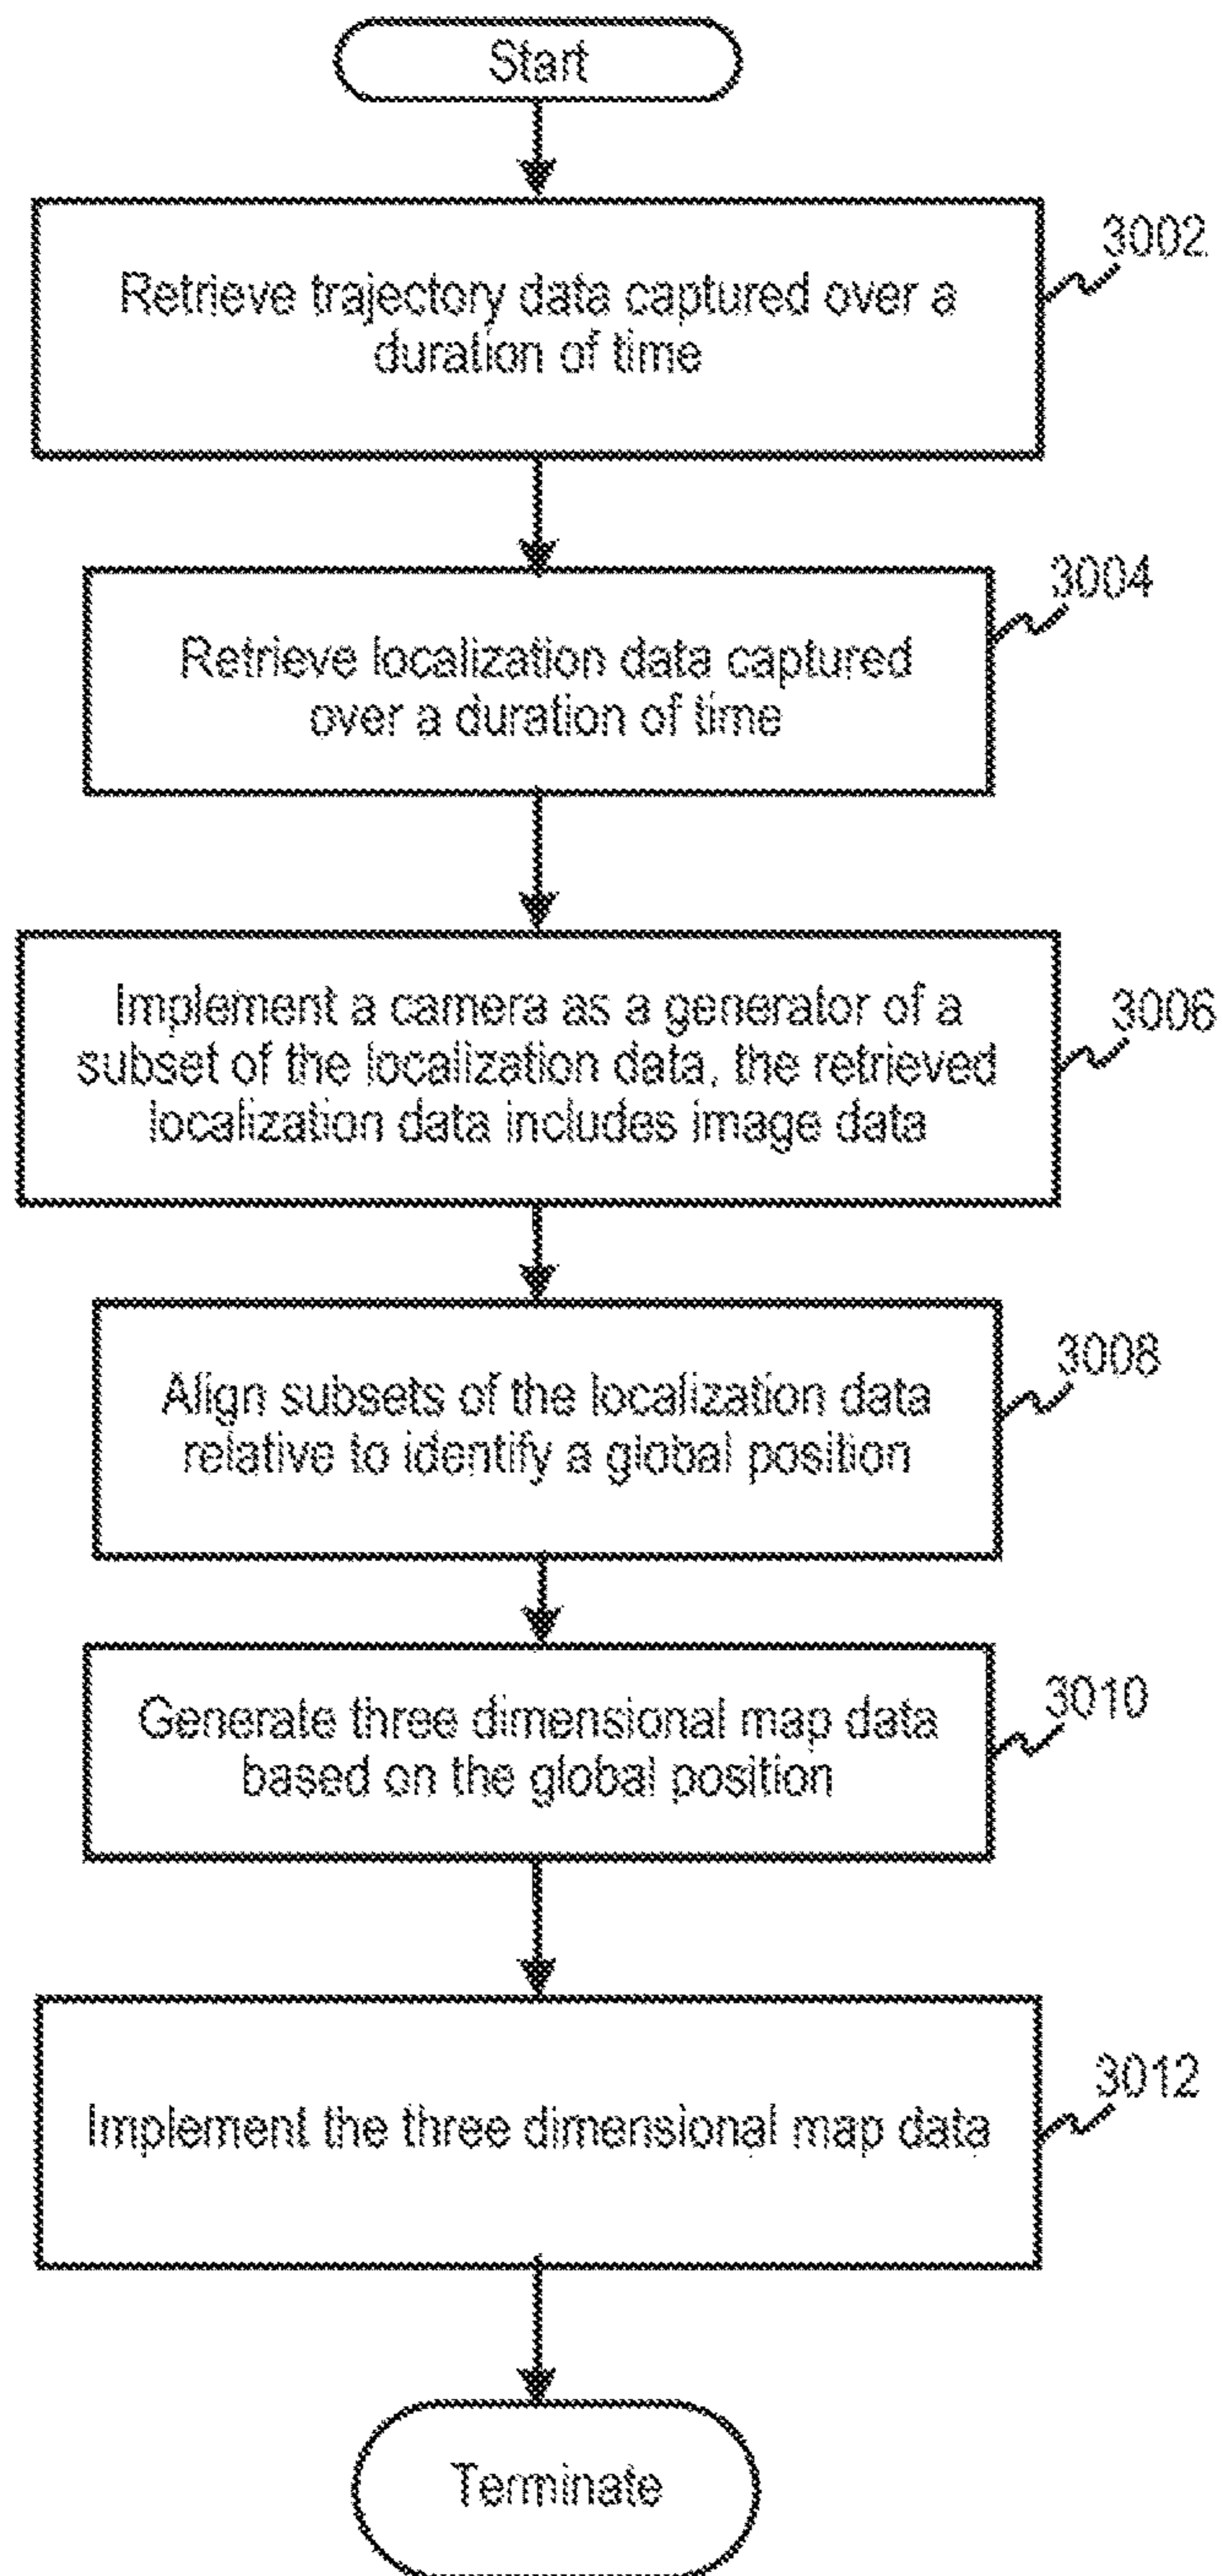 Start
3002
Retrieve trajectory data captured over a
duration of time
3004
Retrieve localization data captured
over a duration of time
3006
Implement a camera as a generator of a
subset of the localization data, the retrieved
localization data includes image data
3008
Align subsets of the localization data
relative to identify a global position
3010
Generate three dimensional map data
based on the global position
3012
Implement the three dimensional map data
Terminate